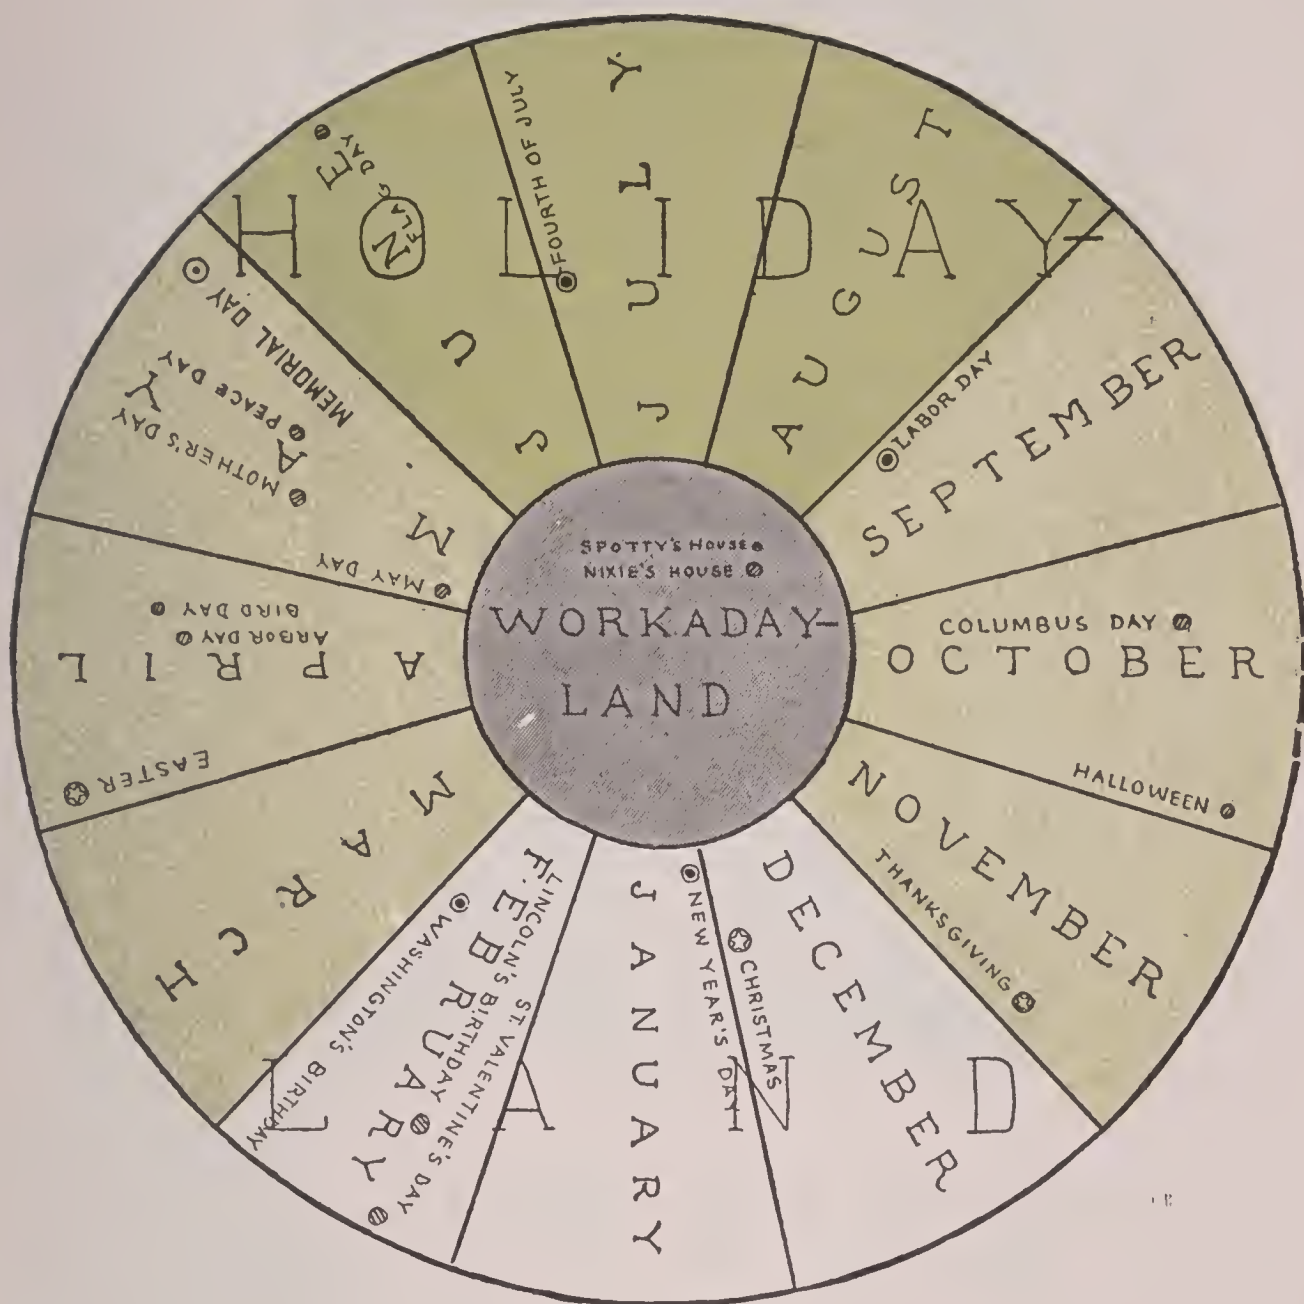 HOLIDAY-
LAND
SPOTTY'S HOUSE
NIXIE'S HOUSE
WORKADAY-
LAND
JANUARY
NEW YEAR'S DAY
FEBRUARY
LINCOLN'S BIRTHDAY
ST. VALENTINE'S DAY
WASHINGTON'S BIRTHDAY
MARCH
APRIL
EASTER
ARBOR DAY
BIRD DAY
MAY
MAY DAY
MOTHER'S DAY
PEACE DAY
MEMORIAL DAY
JUNE
FLAG DAY
JULY
FOURTH OF JULY
AUGUST
SEPTEMBER
LABOR DAY
OCTOBER
COLUMBUS DAY
HALLOWEEN
NOVEMBER
THANKSGIVING
DECEMBER
CHRISTMAS